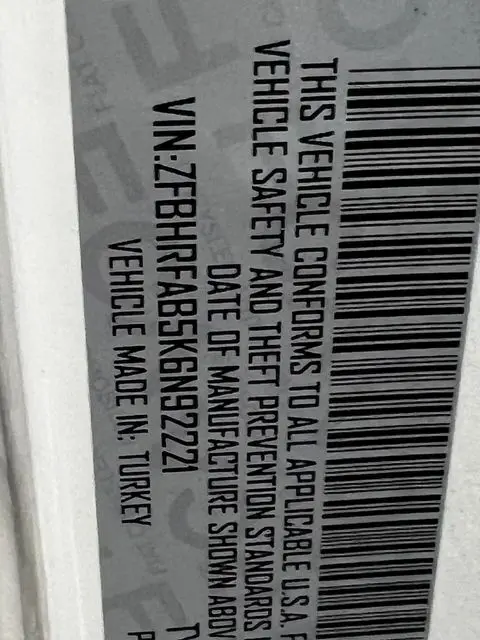 THIS VEHICLE CONFORMS TO ALL APPLICABLE U.S.A. F
VEHICLE SAFETY AND THEFT PREVENTION STANDARDS
DATE OF MANUFACTURE SHOWN ABOV
VIN:ZFBHRFAB5K6N92221
VEHICLE MADE IN: TURKEY